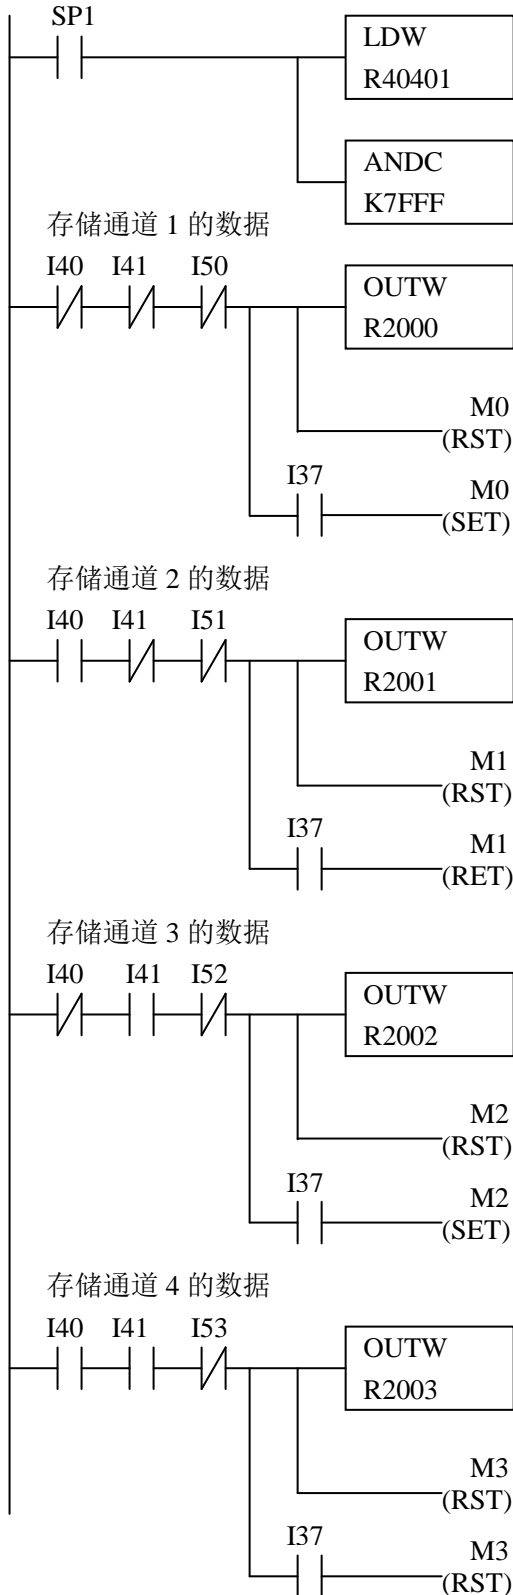 SP1
LDW
R40401
ANDC
K7FFF
存储通道 1 的数据
I40 I41 I50
OUTW
R2000
M0
(RST)
I37
M0
(SET)
存储通道 2 的数据
I40 I41 I51
OUTW
R2001
M1
(RST)
I37
M1
(RET)
存储通道 3 的数据
I40 I41 I52
OUTW
R2002
M2
(RST)
I37
M2
(SET)
存储通道 4 的数据
I40 I41 I53
OUTW
R2003
M3
(RST)
I37
M3
(RST)